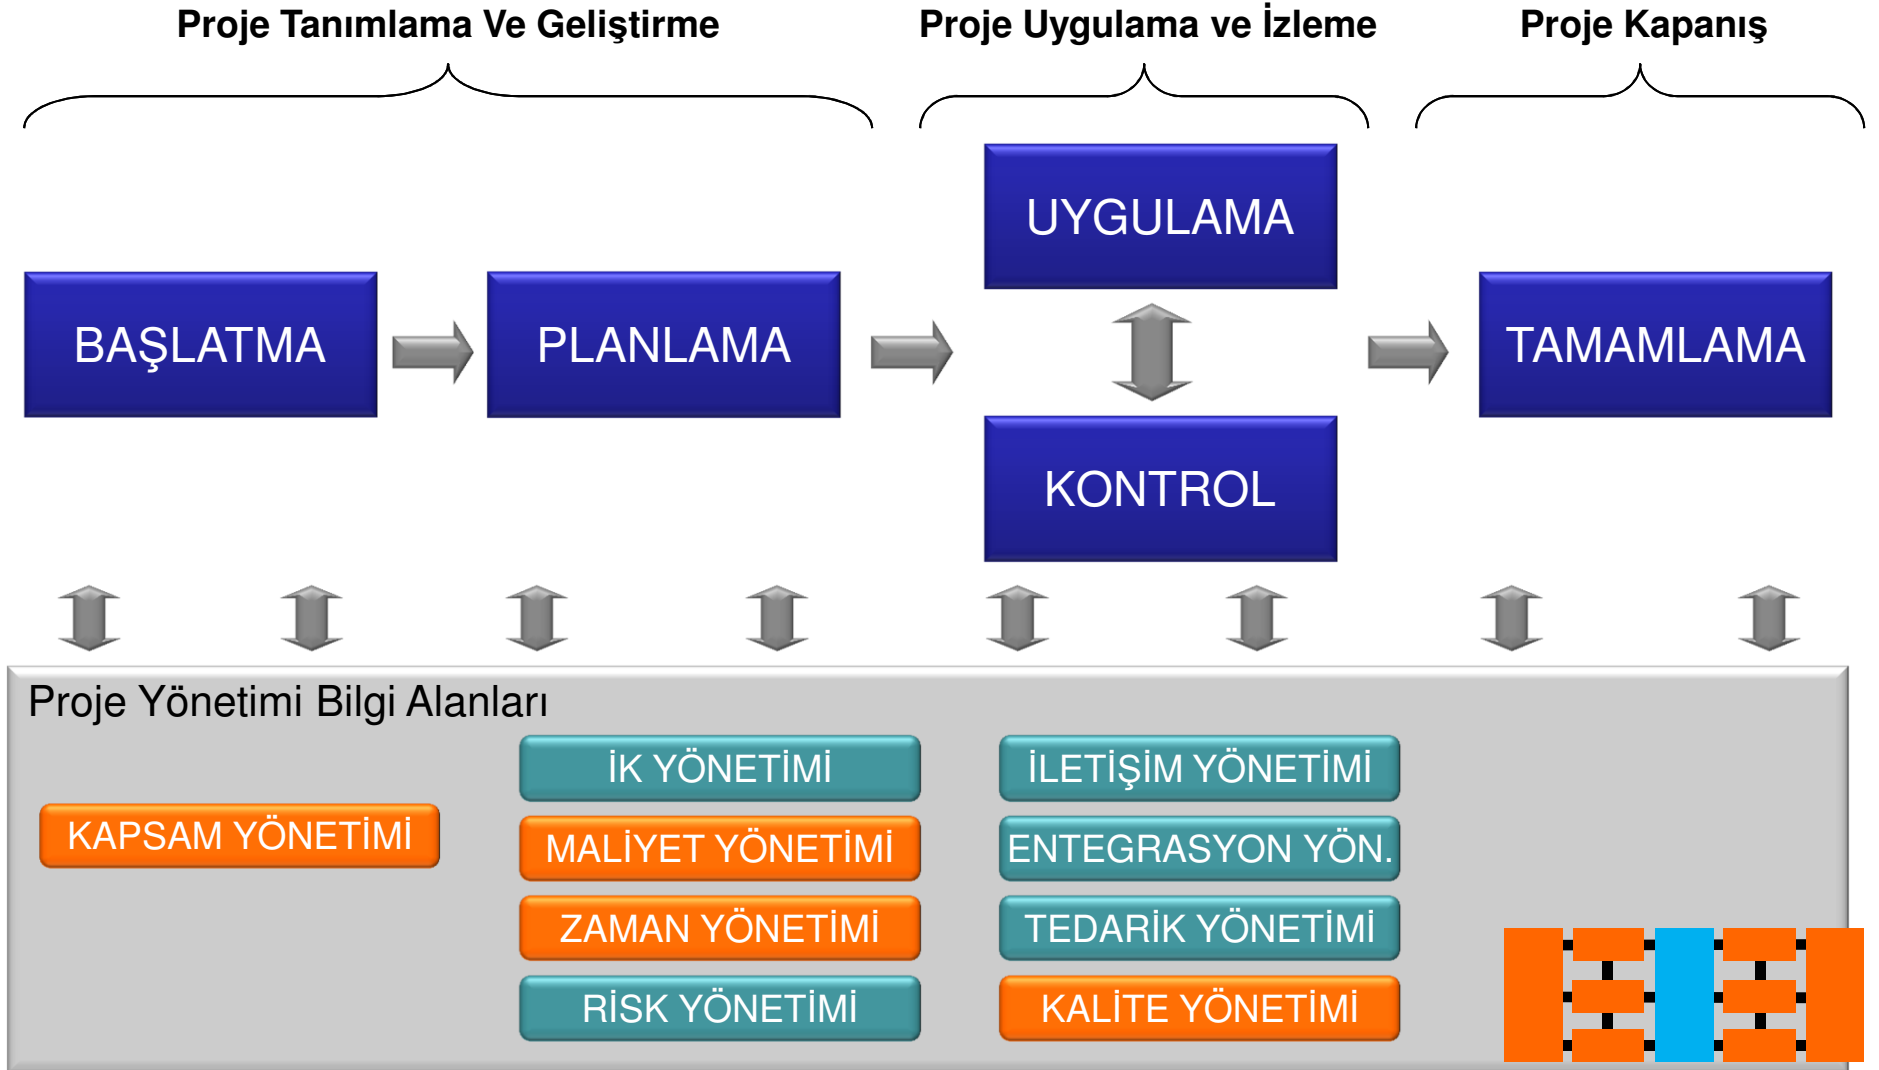 Proje Tanımlama Ve Geliştirme
Proje Uygulama ve İzleme
Proje Kapanış
UYGULAMA
BAŞLATMA
PLANLAMA
TAMAMLAMA
KONTROL
Proje Yönetimi Bilgi Alanları
KAPSAM YÖNETİMİ
İK YÖNETİMİ
MALİYET YÖNETİMİ
ZAMAN YÖNETİMİ
RİSK YÖNETİMİ
İLETİŞİM YÖNETİMİ
ENTEGRASYON YÖN.
TEDARİK YÖNETİMİ
KALİTE YÖNETİMİ